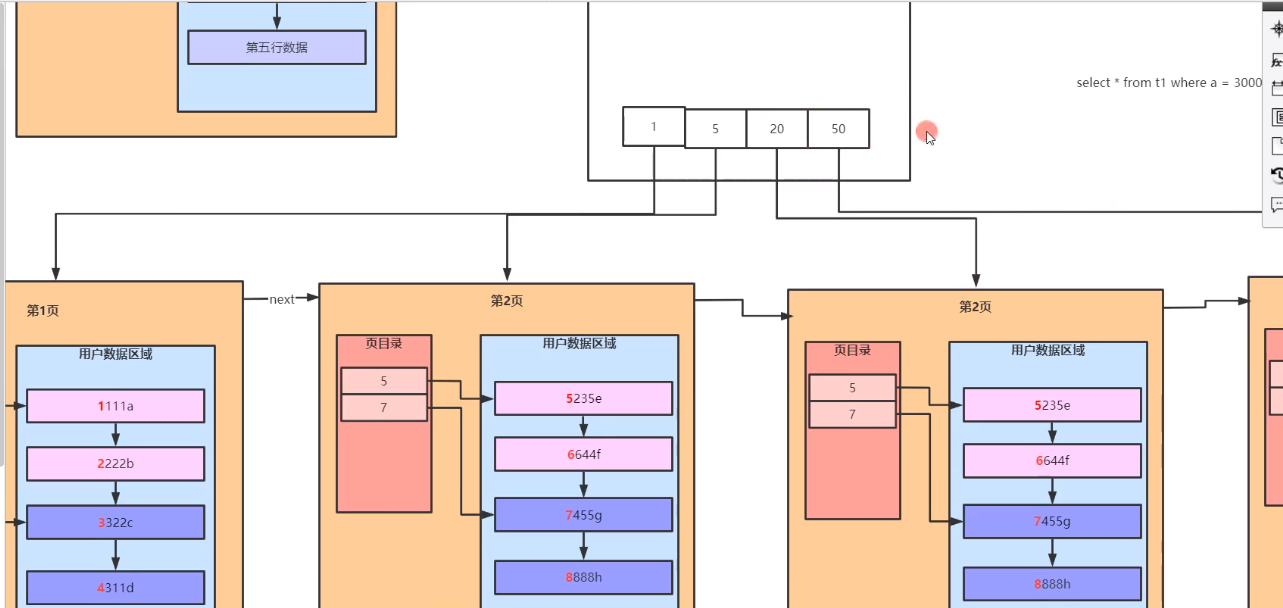 第五行数据
select * from t1 where a = 3000
1
5
20
50
next
第1页
用户数据区域
1111a
2222b
3322c
4311d
第2页
页目录
5
7
用户数据区域
5235e
6644f
7455g
8888h
第2页
页目录
5
7
用户数据区域
5235e
6644f
7455g
8888h